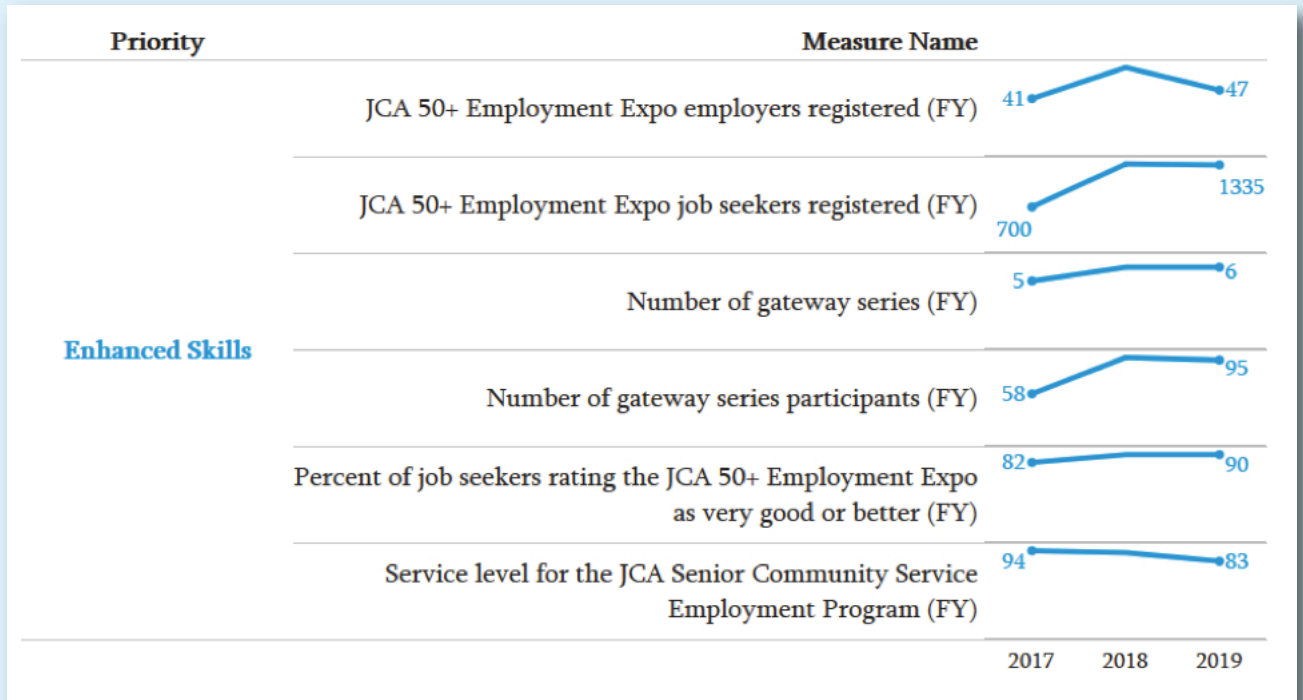 Priority Measure Name
JCA 50+ Employment Expo employers registered (FY) 41 47
JCA 50+ Employment Expo job seekers registered (FY) 700 1335
Number of gateway series (FY) 5 6
Enhanced Skills
Number of gateway series participants (FY) 58 95
Percent of job seekers rating the JCA 50+ Employment Expo 82 90
as very good or better (FY)
Service level for the JCA Senior Community Service 94 83
Employment Program (FY)
2017 2018 2019